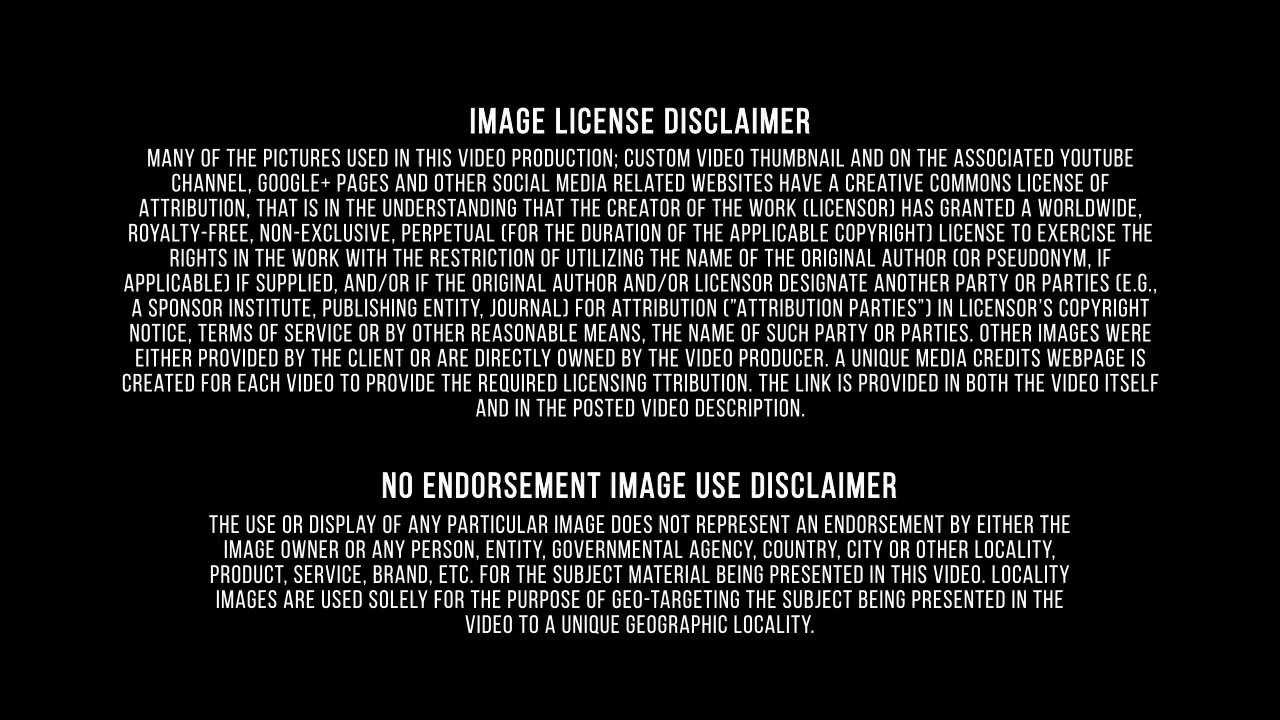 IMAGE LICENSE DISCLAIMER
MANY OF THE PICTURES USED IN THIS VIDEO PRODUCTION; CUSTOM VIDEO THUMBNAIL AND ON THE ASSOCIATED YOUTUBE
CHANNEL, GOOGLE+ PAGES AND OTHER SOCIAL MEDIA RELATED WEBSITES HAVE A CREATIVE COMMONS LICENSE OF
ATTRIBUTION, THAT IS IN THE UNDERSTANDING THAT THE CREATOR OF THE WORK (LICENSOR) HAS GRANTED A WORLDWIDE,
ROYALTY-FREE, NON-EXCLUSIVE, PERPETUAL (FOR THE DURATION OF THE APPLICABLE COPYRIGHT) LICENSE TO EXERCISE THE
RIGHTS IN THE WORK WITH THE RESTRICTION OF UTILIZING THE NAME OF THE ORIGINAL AUTHOR (OR PSEUDONYM, IF
APPLICABLE) IF SUPPLIED, AND/OR IF THE ORIGINAL AUTHOR AND/OR LICENSOR DESIGNATE ANOTHER PARTY OR PARTIES (E.G.,
A SPONSOR INSTITUTE, PUBLISHING ENTITY, JOURNAL) FOR ATTRIBUTION ("ATTRIBUTION PARTIES") IN LICENSOR'S COPYRIGHT
NOTICE, TERMS OF SERVICE OR BY OTHER REASONABLE MEANS, THE NAME OF SUCH PARTY OR PARTIES. OTHER IMAGES WERE
EITHER PROVIDED BY THE CLIENT OR ARE DIRECTLY OWNED BY THE VIDEO PRODUCER. A UNIQUE MEDIA CREDITS WEBPAGE IS
CREATED FOR EACH VIDEO TO PROVIDE THE REQUIRED LICENSING TTRIBUTION. THE LINK IS PROVIDED IN BOTH THE VIDEO ITSELF
AND IN THE POSTED VIDEO DESCRIPTION.
NO ENDORSEMENT IMAGE USE DISCLAIMER
THE USE OR DISPLAY OF ANY PARTICULAR IMAGE DOES NOT REPRESENT AN ENDORSEMENT BY EITHER THE
IMAGE OWNER OR ANY PERSON, ENTITY, GOVERNMENTAL AGENCY, COUNTRY, CITY OR OTHER LOCALITY,
PRODUCT, SERVICE, BRAND, ETC. FOR THE SUBJECT MATERIAL BEING PRESENTED IN THIS VIDEO. LOCALITY
IMAGES ARE USED SOLELY FOR THE PURPOSE OF GEO-TARGETING THE SUBJECT BEING PRESENTED IN THE
VIDEO TO A UNIQUE GEOGRAPHIC LOCALITY.